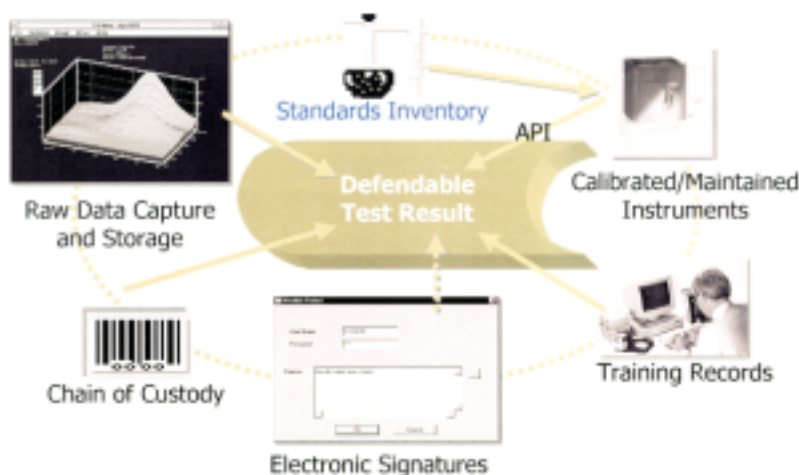 Standards Inventory
API
Defendable
Test Result
Raw Data Capture
and Storage
Calibrated/Maintained
Instruments
Chain of Custody
Training Records
Electronic Signatures